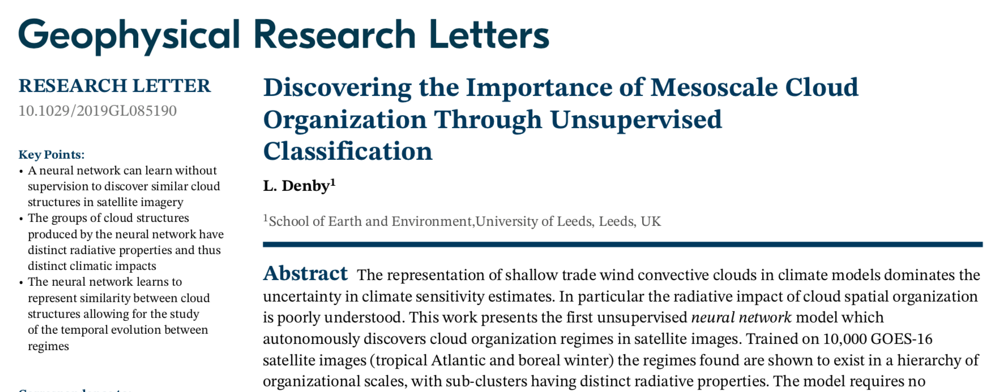 Geophysical Research Letters
RESEARCH LETTER
10.1029/2019GL085190
Key Points:
• A neural network can learn without
supervision to discover similar cloud
structures in satellite imagery
• The groups of cloud structures
produced by the neural network have
distinct radiative properties and thus
distinct climatic impacts
• The neural network learns to
represent similarity between cloud
structures allowing for the study
of the temporal evolution between
regimes
Discovering the Importance of Mesoscale Cloud
Organization Through Unsupervised
Classification
L. Denby¹
¹School of Earth and Environment,University of Leeds, Leeds, UK
Abstract The representation of shallow trade wind convective clouds in climate models dominates the
uncertainty in climate sensitivity estimates. In particular the radiative impact of cloud spatial organization
is poorly understood. This work presents the first unsupervised neural network model which
autonomously discovers cloud organization regimes in satellite images. Trained on 10,000 GOES-16
satellite images (tropical Atlantic and boreal winter) the regimes found are shown to exist in a hierarchy of
organizational scales, with sub-clusters having distinct radiative properties. The model requires no